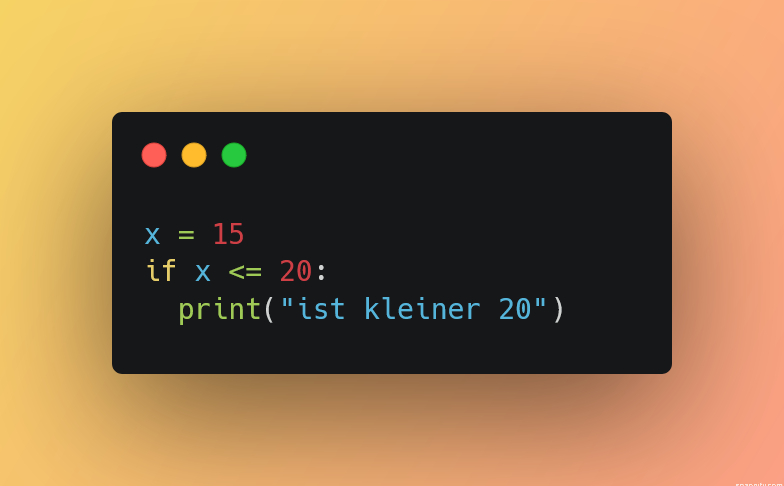 x = 15
if x <= 20:
  print("ist kleiner 20")